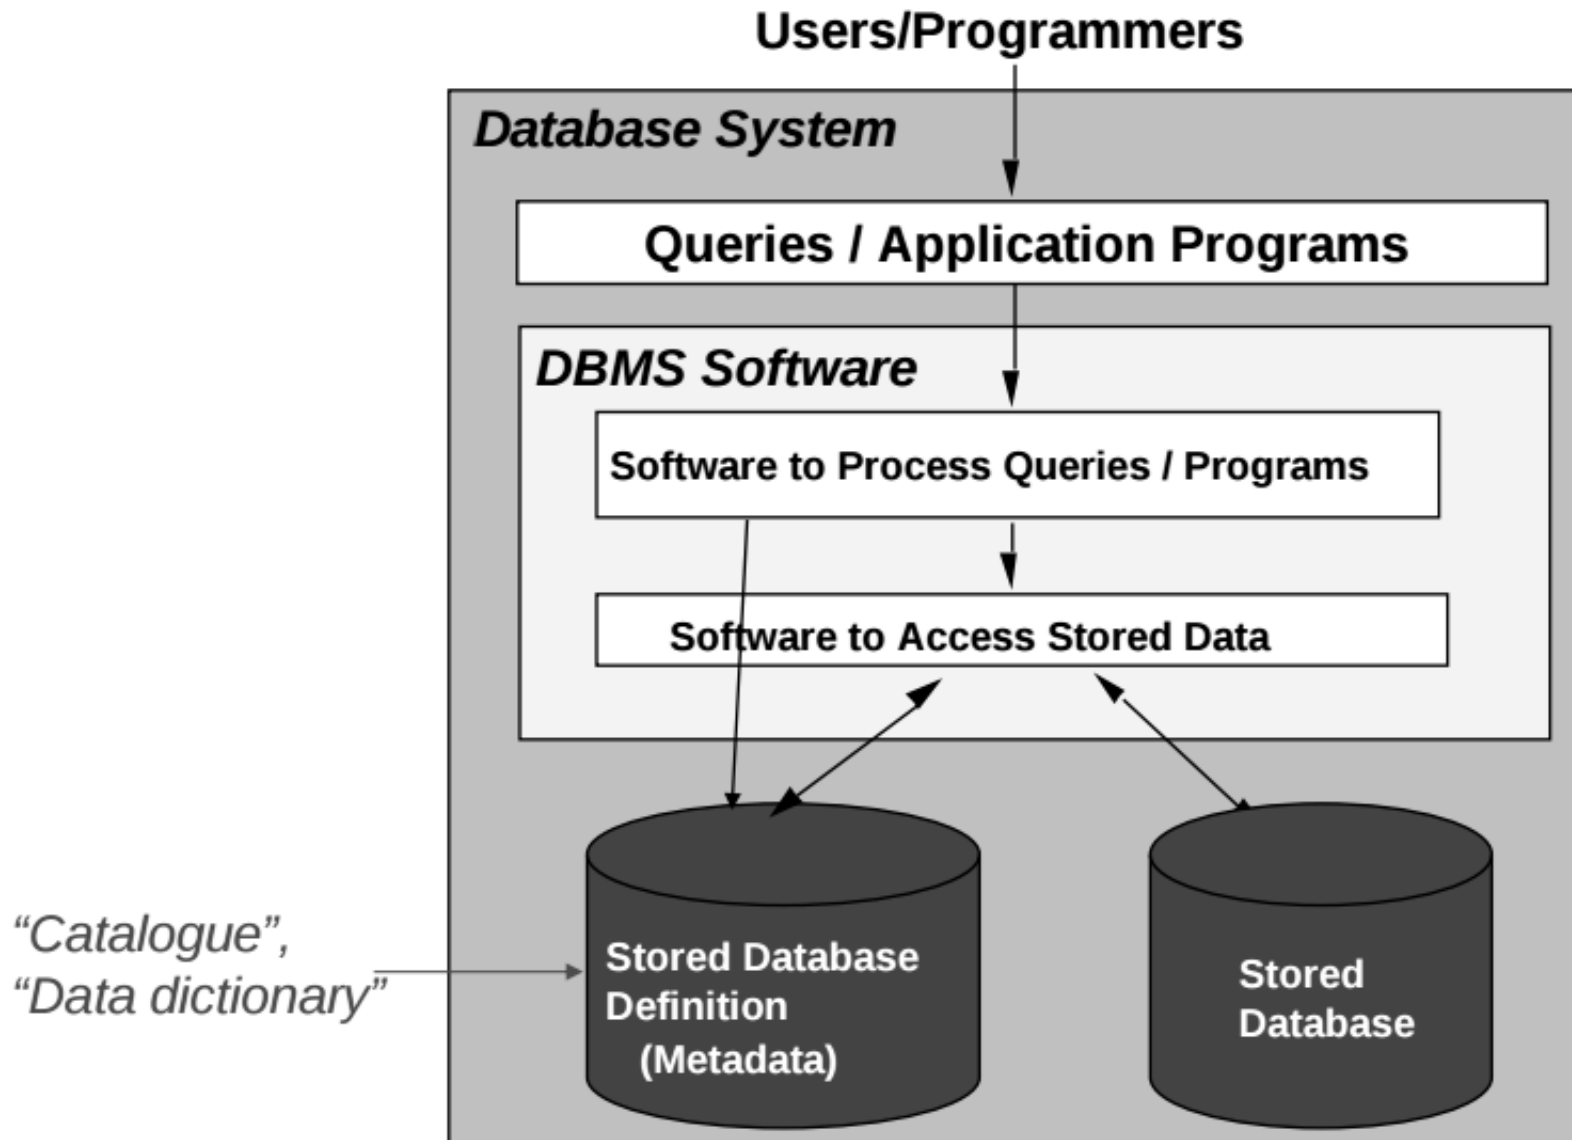 Users/Programmers
Database System
Queries / Application Programs
DBMS Software
Software to Process Queries / Programs
Software to Access Stored Data
“Catalogue”,
“Data dictionary”
Stored Database
Definition
(Metadata)
Stored
Database